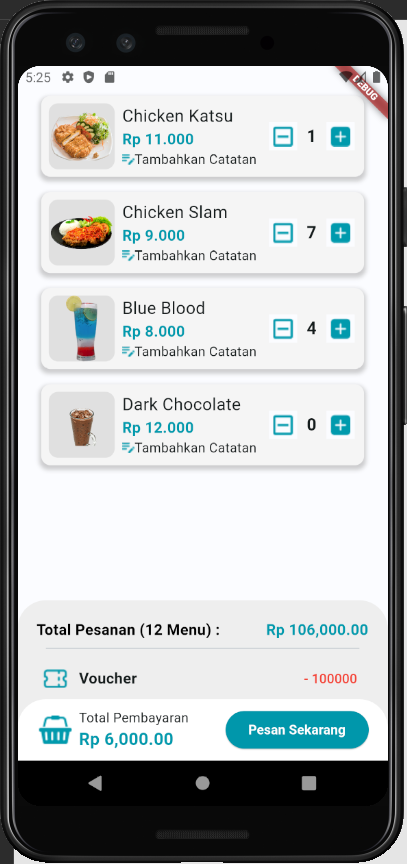 5:25
DEBUG
Chicken Katsu
Rp 11.000
1
Tambahkan Catatan
Chicken Slam
Rp 9.000
7
Tambahkan Catatan
Blue Blood
Rp 8.000
4
Tambahkan Catatan
Dark Chocolate
Rp 12.000
0
Tambahkan Catatan
Total Pesanan (12 Menu) : Rp 106,000.00
Voucher - 100000
Total Pembayaran
Rp 6,000.00
Pesan Sekarang